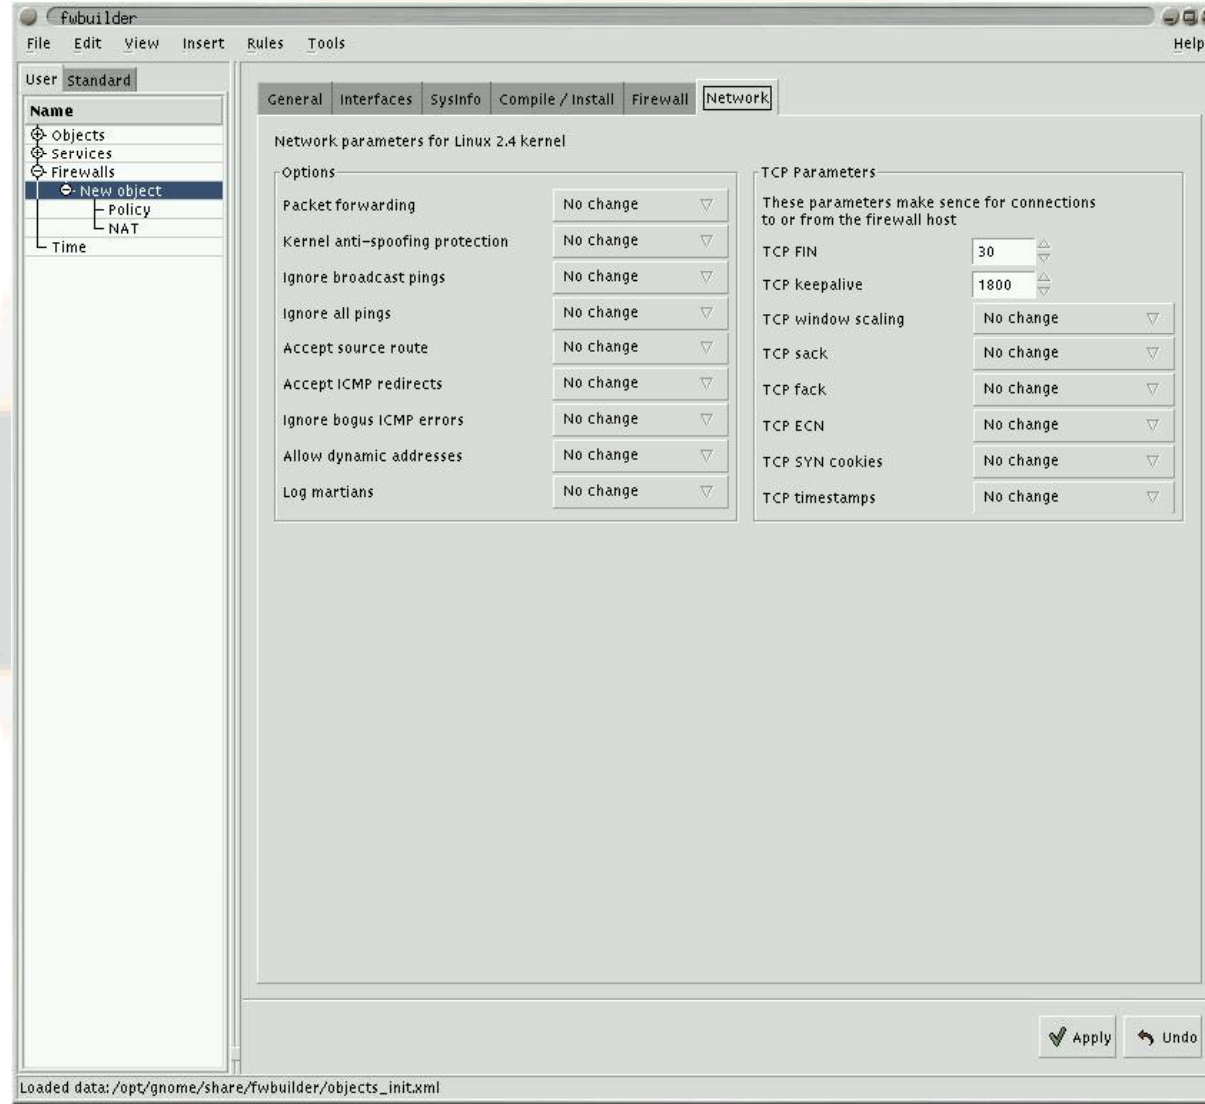 fwbuilder
File Edit View Insert Rules Tools Help
User Standard
Name
Objects
Services
Firewalls
New object
Policy
NAT
Time
General Interfaces SysInfo Compile / Install Firewall Network
Network parameters for Linux 2.4 kernel
Options
Packet forwarding No change
Kernel anti-spoofing protection No change
Ignore broadcast pings No change
Ignore all pings No change
Accept source route No change
Accept ICMP redirects No change
Ignore bogus ICMP errors No change
Allow dynamic addresses No change
Log martians No change
TCP Parameters
These parameters make sence for connections
to or from the firewall host
TCP FIN 30
TCP keepalive 1800
TCP window scaling No change
TCP sack No change
TCP fack No change
TCP ECN No change
TCP SYN cookies No change
TCP timestamps No change
Apply Undo
Loaded data:/opt/gnome/share/fwbuilder/objects_init.xml